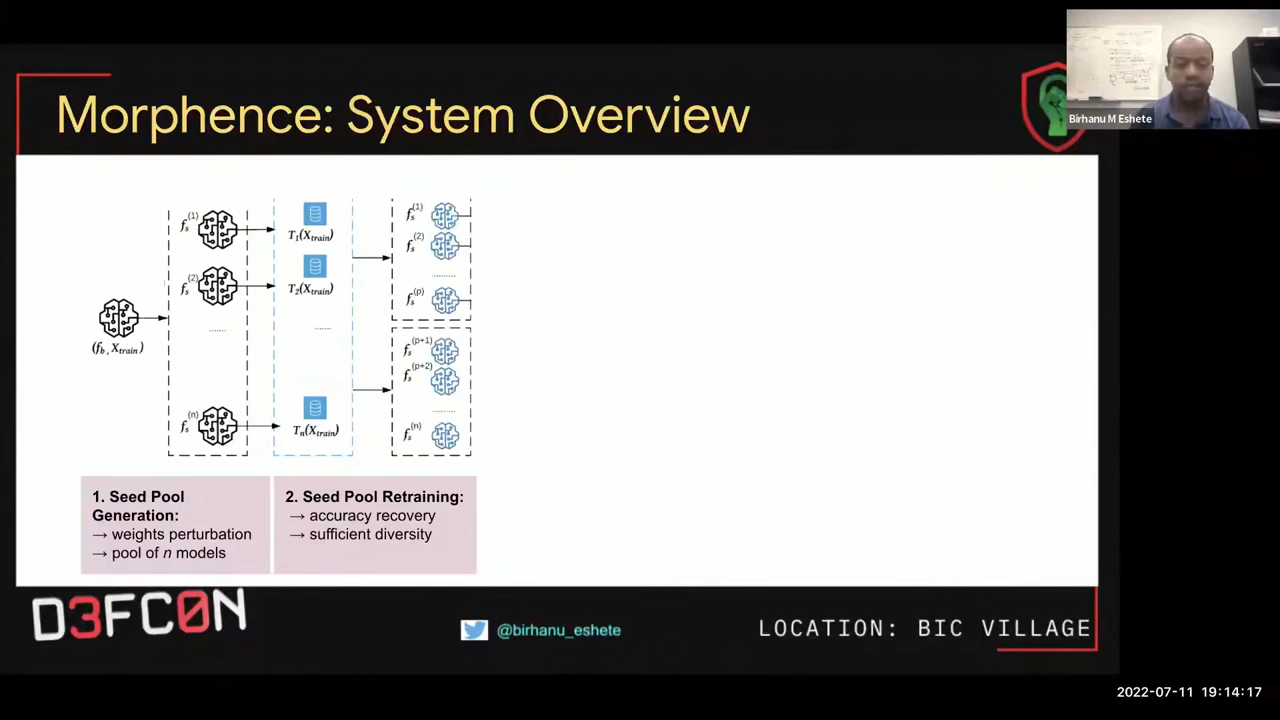 Morphence: System Overview
Birhanu M Eshete
(f_b, X_train)
f_s^(1)
f_s^(2)
.......
f_s^(n)
T_1(X_train)
T_2(X_train)
.......
T_n(X_train)
f_s^(1)
f_s^(2)
.........
f_s^(p)
f_s^(p+1)
f_s^(p+2)
.........
f_s^(n)
1. Seed Pool
Generation:
→ weights perturbation
→ pool of n models
2. Seed Pool Retraining:
→ accuracy recovery
→ sufficient diversity
D3FC0N
@birhanu_eshete
LOCATION: BIC VILLAGE
2022-07-11 19:14:17